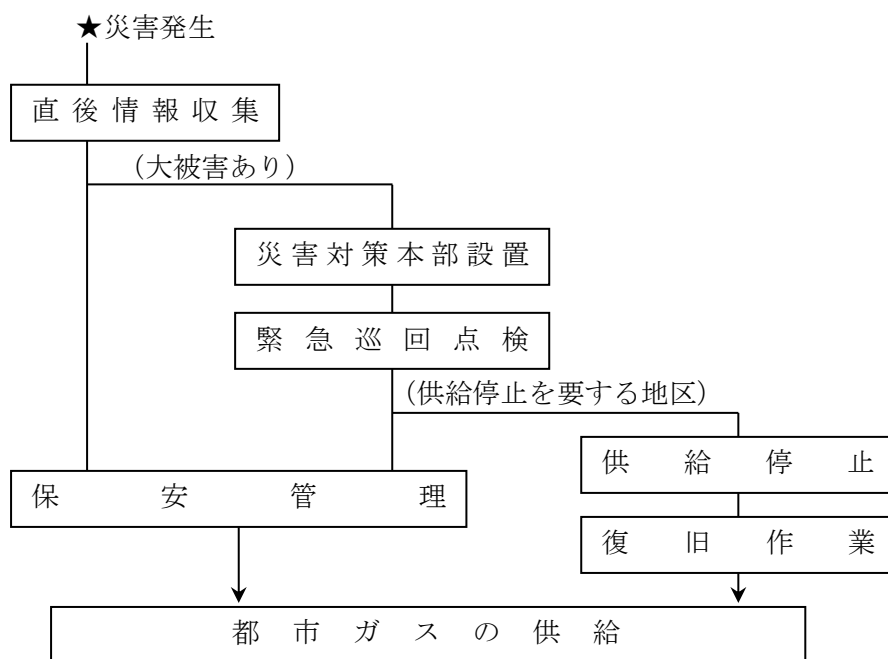 ★災害発生
直後情報収集
(大被害あり)
災害対策本部設置
緊急巡回点検
(供給停止を要する地区)
供給停止
保安管理
復旧作業
都市ガスの供給